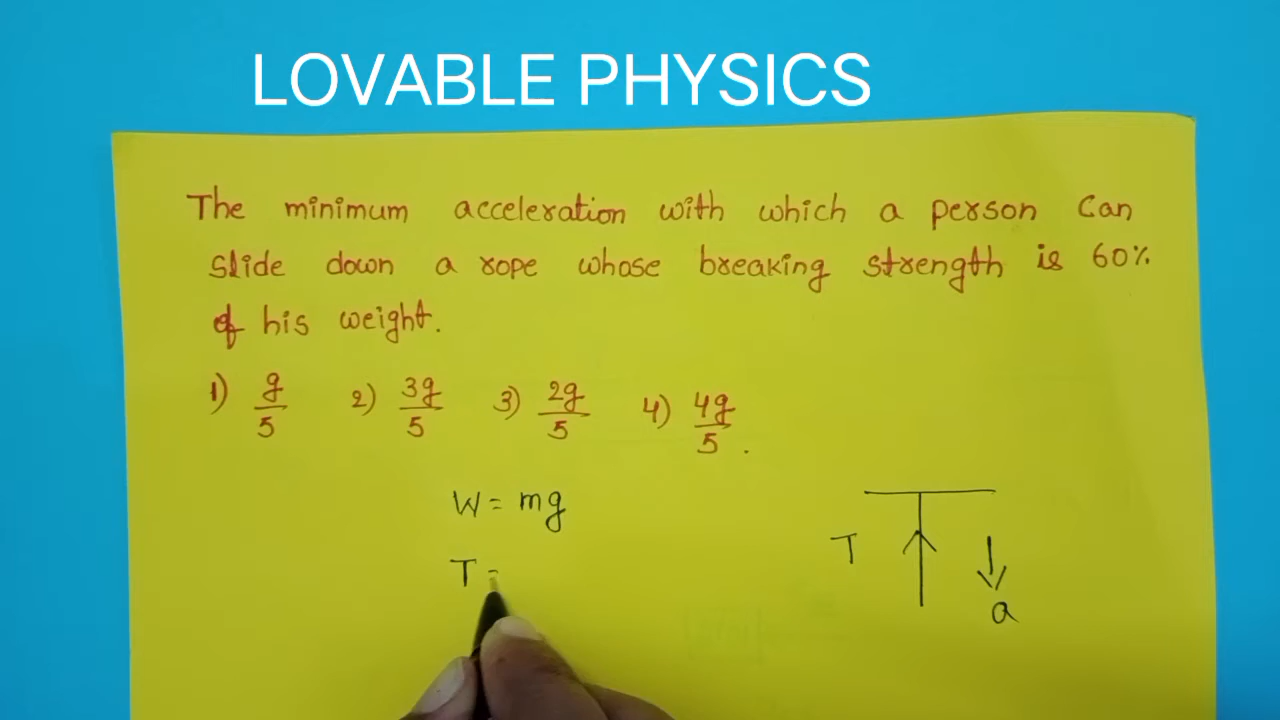 LOVABLE PHYSICS
The minimum acceleration with which a person Can
slide down a rope whose breaking strength is 60%
of his weight.
1) g/5 2) 3g/5 3) 2g/5 4) 4g/5 .
W = mg
T =
T
a